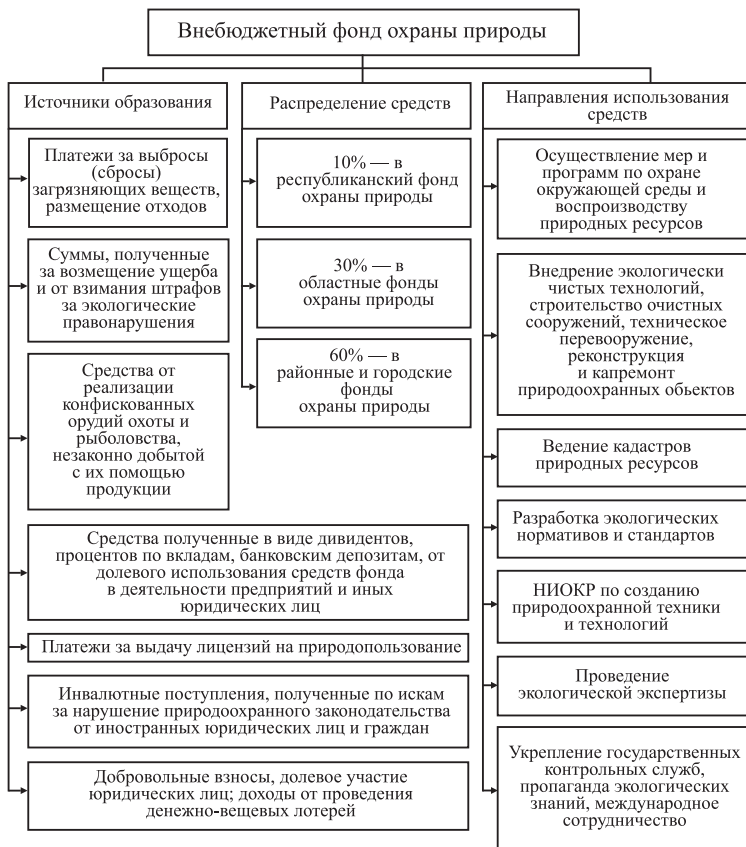 Внебюджетный фонд охраны природы
Источники образования
Платежи за выбросы
(сбросы)
загрязняющих веществ,
размещение отходов
Суммы, полученные
за возмещение ущерба
и от взимания штрафов
за экологические
правонарушения
Средства от
реализации
конфискованных
орудий охоты и
рыболовства,
незаконно добытой
с их помощью
продукции
Средства полученные в виде дивидентов,
процентов по вкладам, банковским депозитам, от
долевого использования средств фонда
в деятельности предприятий и иных
юридических лиц
Платежи за выдачу лицензий на природопользование
Инвалютные поступления, полученные по искам
за нарушение природоохранного законодательства
от иностранных юридических лиц и граждан
Добровольные взносы, долевое участие
юридических лиц; доходы от проведения
денежно-вещевых лотерей
Распределение средств
10% — в
республиканский фонд
охраны природы
30% — в
областные фонды
охраны природы
60% — в
районные и городские
фонды
охраны природы
Направления использования
средств
Осуществление мер и
программ по охране
окружающей среды и
воспроизводству
природных ресурсов
Внедрение экологически
чистых технологий,
строительство очистных
сооружений, техническое
перевооружение,
реконструкция
и капремонт
природоохранных обьектов
Ведение кадастров
природных ресурсов
Разработка экологических
нормативов и стандартов
НИОКР по созданию
природоохранной техники
и технологий
Проведение
экологической экспертизы
Укрепление государственных
контрольных служб,
пропаганда экологических
знаний, международное
сотрудничество